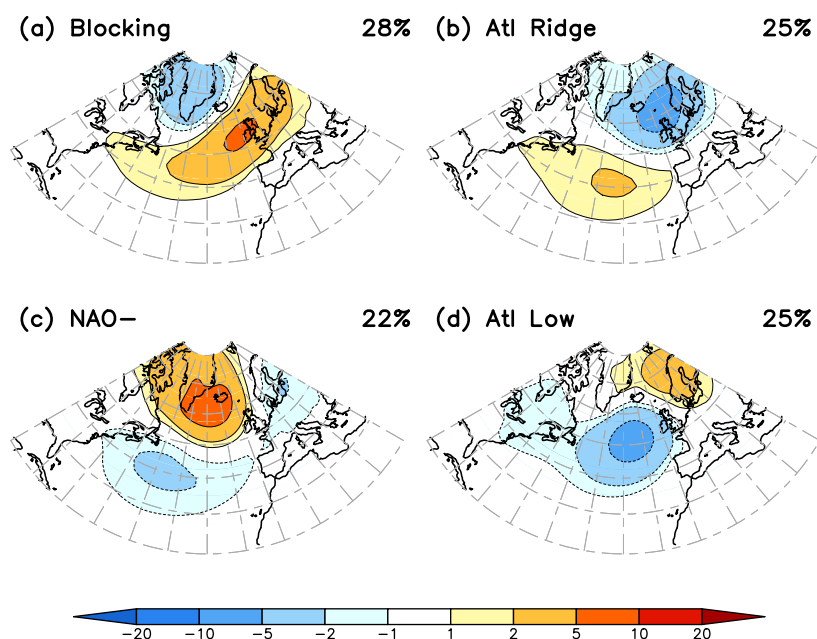 (a) Blocking 28% (b) Atl Ridge 25%
(c) NAO− 22% (d) Atl Low 25%
−20 −10 −5 −2 −1 1 2 5 10 20